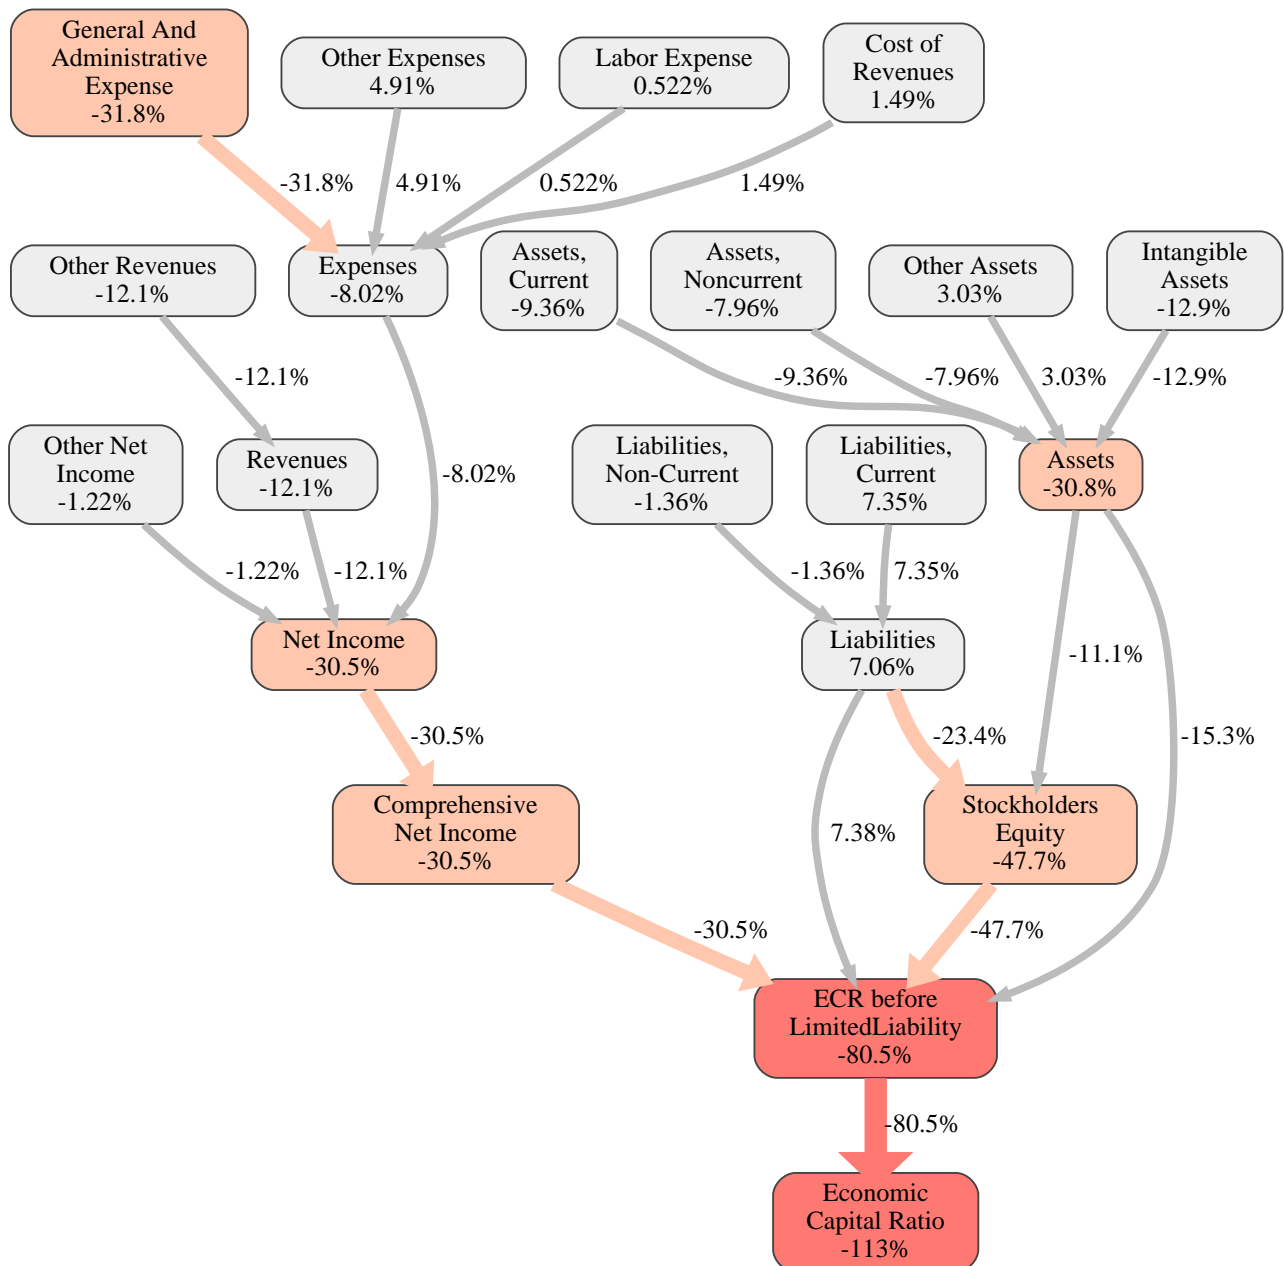 General And
Administrative
Expense
-31.8%
Other Expenses
4.91%
Labor Expense
0.522%
Cost of
Revenues
1.49%
-31.8%
4.91%
0.522%
1.49%
Other Revenues
-12.1%
Expenses
-8.02%
Assets,
Current
-9.36%
Assets,
Noncurrent
-7.96%
Other Assets
3.03%
Intangible
Assets
-12.9%
-12.1%
-9.36%
-7.96%
3.03%
-12.9%
Other Net
Income
-1.22%
Revenues
-12.1%
-8.02%
Liabilities,
Non-Current
-1.36%
Liabilities,
Current
7.35%
Assets
-30.8%
-1.22%
-12.1%
-1.36%
7.35%
Net Income
-30.5%
Liabilities
7.06%
-11.1%
-30.5%
-23.4%
-15.3%
Comprehensive
Net Income
-30.5%
7.38%
Stockholders
Equity
-47.7%
-30.5%
-47.7%
ECR before
LimitedLiability
-80.5%
-80.5%
Economic
Capital Ratio
-113%